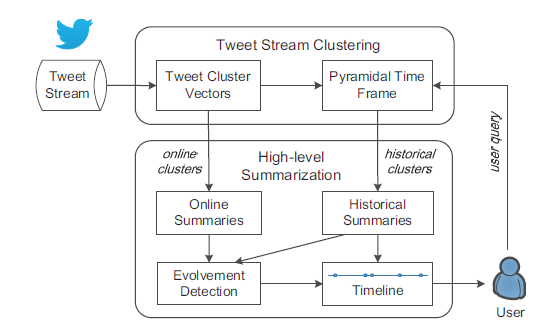 Tweet Stream Clustering
Tweet
Stream
Tweet Cluster
Vectors
Pyramidal Time
Frame
user query
online
clusters
High-level
Summarization
historical
clusters
Online
Summaries
Historical
Summaries
Evolvement
Detection
Timeline
User